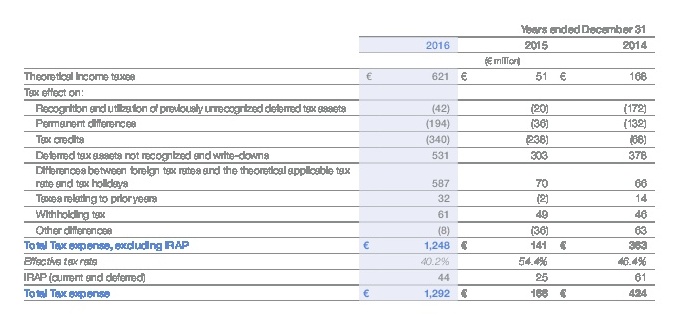 Years ended December 31
2016 2015 2014
(€ million)
Theoretical Income taxes € 621 € 51 € 168
Tax effect on:
Recognition and utilization of previously unrecognized deferred tax assets (42) (20) (172)
Permanent differences (194) (36) (132)
Tax credits (340) (238) (68)
Deferred tax assets not recognized and write-downs 531 303 378
Differences between foreign tax rates and the theoretical applicable tax
rate and tax holidays 587 70 66
Taxes relating to prior years 32 (2) 14
Withholding tax 61 49 46
Other differences (8) (36) 63
Total Tax expense, excluding IRAP € 1,248 € 141 € 363
Effective tax rate 40.2% 54.4% 46.4%
IRAP (current and deferred) 44 25 61
Total Tax expense € 1,292 € 166 € 424